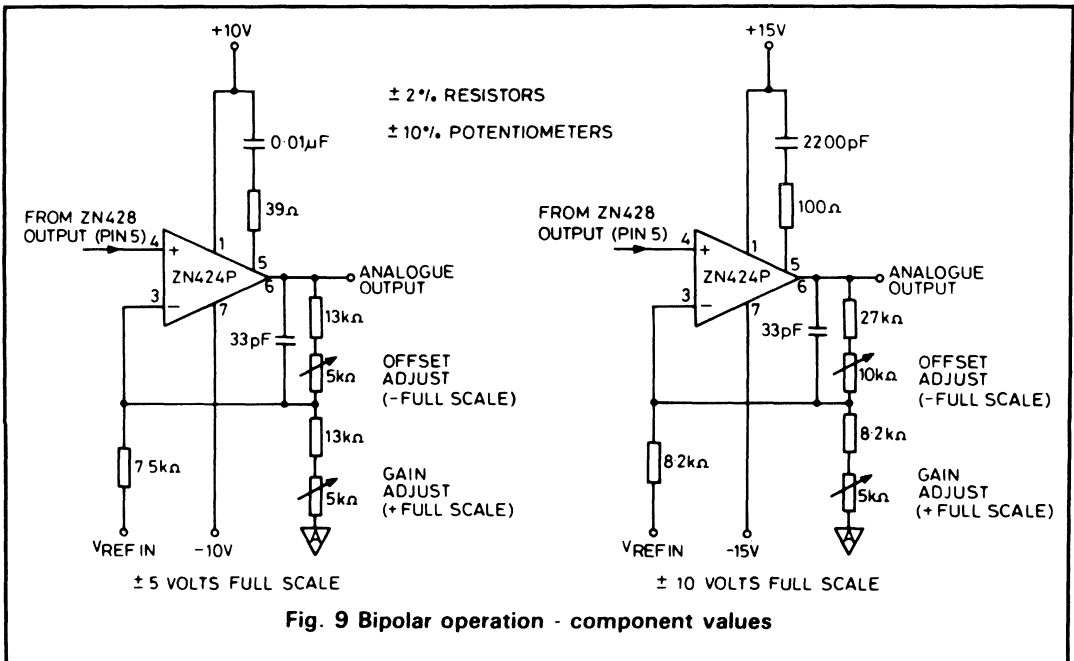 +10V
± 2% RESISTORS
± 10% POTENTIOMETERS
0·01µF
39Ω
FROM ZN428
OUTPUT (PIN 5)
4
+
1
ZN424P
5
6
ANALOGUE
OUTPUT
3
−
7
13kΩ
33pF
5kΩ
OFFSET
ADJUST
(−FULL SCALE)
13kΩ
7·5kΩ
5kΩ
GAIN
ADJUST
(+ FULL SCALE)
A
VREF IN
−10V
± 5 VOLTS FULL SCALE
+15V
2200pF
100Ω
FROM ZN428
OUTPUT (PIN 5)
4
+
1
ZN424P
5
6
ANALOGUE
OUTPUT
3
−
7
27kΩ
33pF
10kΩ
OFFSET
ADJUST
(−FULL SCALE)
8·2kΩ
8·2kΩ
5kΩ
GAIN
ADJUST
(+ FULL SCALE)
A
VREF IN
−15V
± 10 VOLTS FULL SCALE
Fig. 9 Bipolar operation - component values